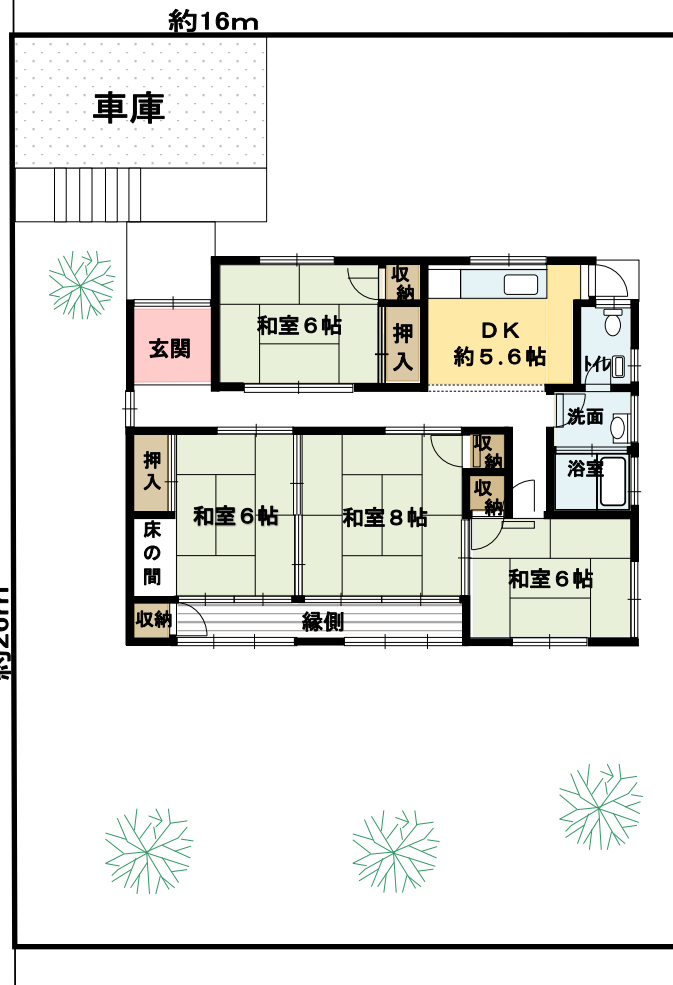 約16m
車庫
収
納
和室６帖
押
入
DK
約5.6帖
玄関
トイレ
洗面
浴室
押
入
収
納
収
納
和室６帖
和室８帖
床
の
間
和室６帖
収納
縁側